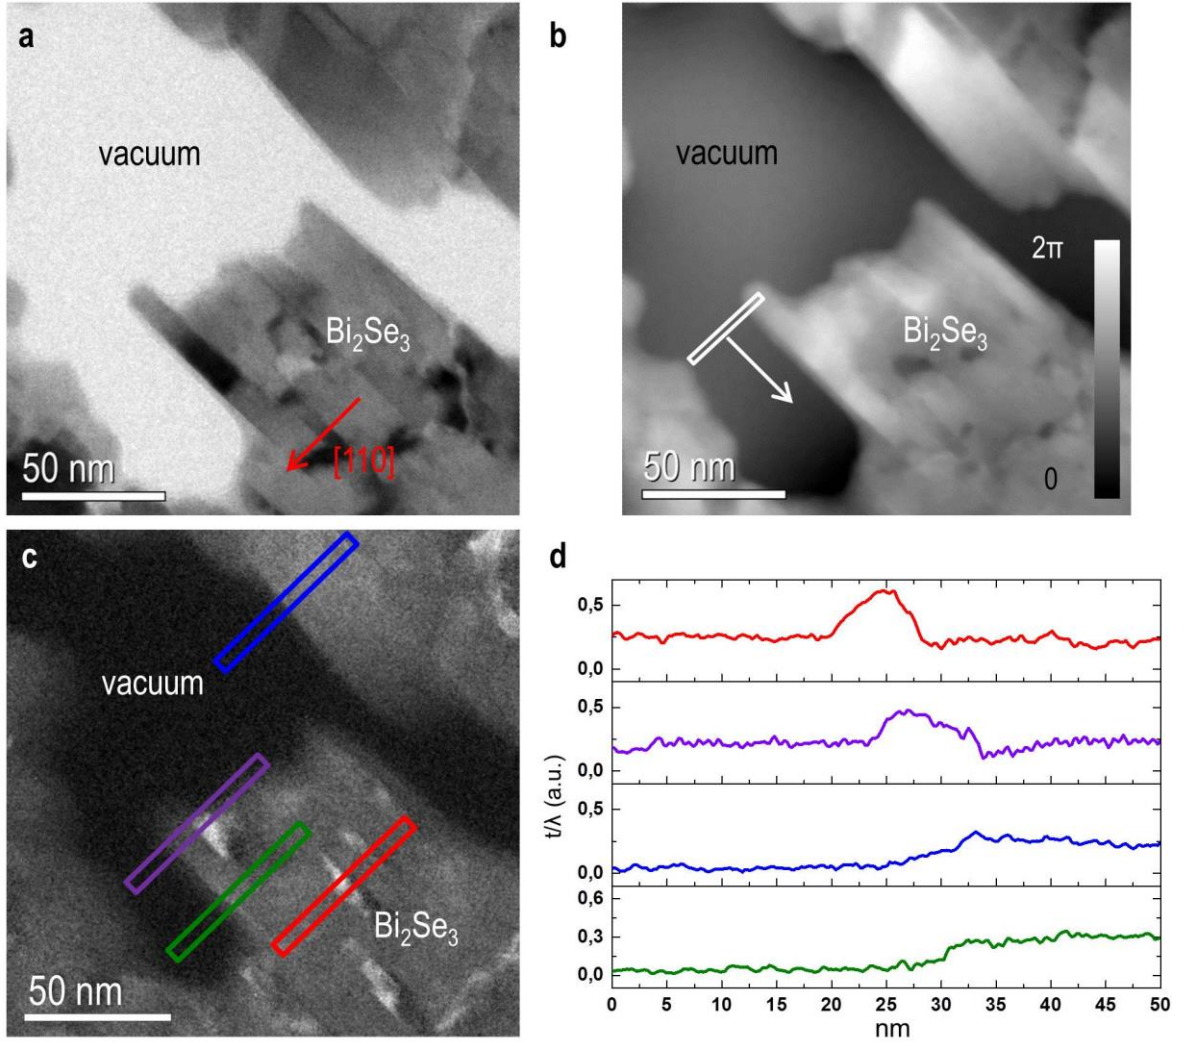 a
vacuum
Bi₂Se₃
[110]
50 nm
b
vacuum
2π
Bi₂Se₃
50 nm
0
c
vacuum
Bi₂Se₃
50 nm
d
0,5
0,0
0,5
0,0
0,5
0,0
0,6
0,3
0,0
t/λ (a.u.)
0 5 10 15 20 25 30 35 40 45 50
nm